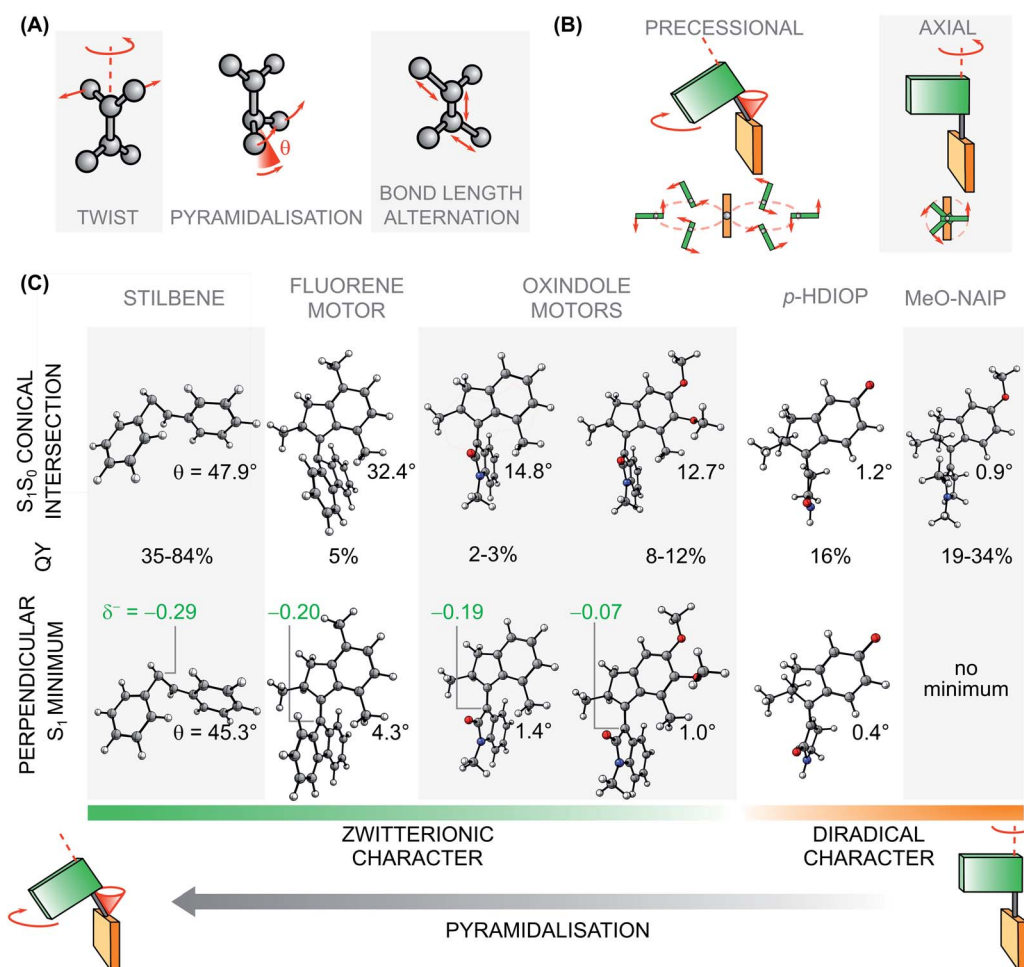 (A)
TWIST
θ
PYRAMIDALISATION
BOND LENGTH
ALTERNATION
(B)
PRECESSIONAL
AXIAL
(C)
STILBENE
FLUORENE
MOTOR
OXINDOLE
MOTORS
p-HDIOP
MeO-NAIP
S₁S₀ CONICAL
INTERSECTION
θ = 47.9°
32.4°
14.8°
12.7°
1.2°
0.9°
QY
35-84%
5%
2-3%
8-12%
16%
19-34%
PERPENDICULAR
S₁ MINIMUM
δ⁻ = −0.29
−0.20
−0.19
−0.07
θ = 45.3°
4.3°
1.4°
1.0°
0.4°
no
minimum
ZWITTERIONIC
CHARACTER
DIRADICAL
CHARACTER
PYRAMIDALISATION